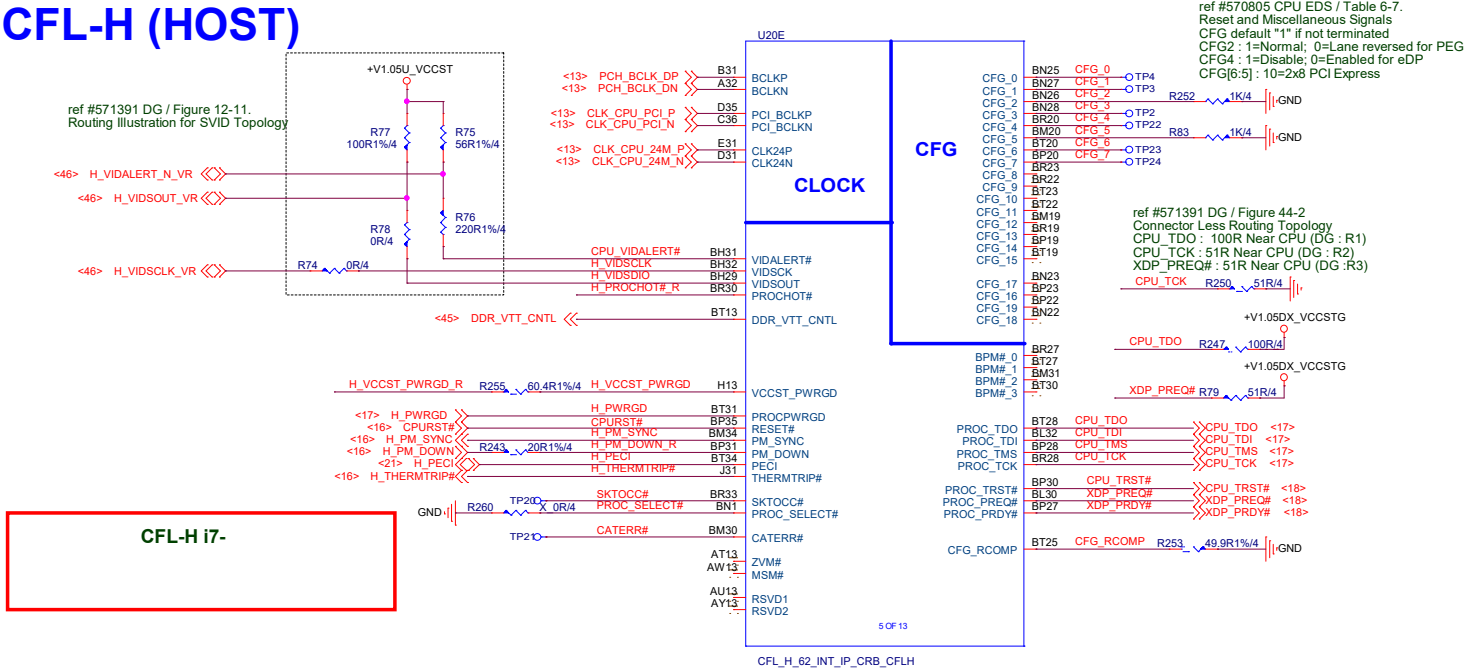 CFL-H (HOST)
ref #570805 CPU EDS / Table 6-7.
Reset and Miscellaneous Signals
CFG default "1" if not terminated
CFG2 : 1=Normal; 0=Lane reversed for PEG
CFG4 : 1=Disable; 0=Enabled for eDP
CFG[6:5] : 10=2x8 PCI Express
ref #571391 DG / Figure 12-11.
Routing Illustration for SVID Topology
+V1.05U_VCCST
R77
100R1%/4
R75
56R1%/4
R78
0R/4
R76
220R1%/4
<46> H_VIDALERT_N_VR
<46> H_VIDSOUT_VR
<46> H_VIDSCLK_VR
R74 0R/4
CPU_VIDALERT# BH31 VIDALERT#
H_VIDSCLK BH32 VIDSCK
H_VIDSDIO BH29 VIDSOUT
H_PROCHOT#_R BR30 PROCHOT#
<45> DDR_VTT_CNTL BT13 DDR_VTT_CNTL
U20E
<13> PCH_BCLK_DP B31 BCLKP
<13> PCH_BCLK_DN A32 BCLKN
<13> CLK_CPU_PCI_P D35 PCI_BCLKP
<13> CLK_CPU_PCI_N C36 PCI_BCLKN
<13> CLK_CPU_24M_P E31 CLK24P
<13> CLK_CPU_24M_N D31 CLK24N
CLOCK
CFG
CFG_0 BN25 CFG_0 TP4
CFG_1 BN27 CFG_1 TP3
CFG_2 BN26 CFG_2 R252 1K/4 GND
CFG_3 BN28 CFG_3 TP2
CFG_4 BR20 CFG_4 TP22
CFG_5 BM20 CFG_5 R83 1K/4 GND
CFG_6 BT20 CFG_6 TP23
CFG_7 BP20 CFG_7 TP24
CFG_8 BR23
CFG_9 BR22
CFG_10 BT23
CFG_11 BT22
CFG_12 BM19
CFG_13 BR19
CFG_14 BP19
CFG_15 BT19
CFG_17 BN23
CFG_16 BP23
CFG_19 BP22
CFG_18 BN22
BPM#_0 BR27
BPM#_1 BT27
BPM#_2 BM31
BPM#_3 BT30
ref #571391 DG / Figure 44-2
Connector Less Routing Topology
CPU_TDO : 100R Near CPU (DG : R1)
CPU_TCK : 51R Near CPU (DG : R2)
XDP_PREQ# : 51R Near CPU (DG :R3)
CPU_TCK R250 51R/4
+V1.05DX_VCCSTG
CPU_TDO R247 100R/4
+V1.05DX_VCCSTG
XDP_PREQ# R79 51R/4
H_VCCST_PWRGD_R R255 60.4R1%/4 H_VCCST_PWRGD H13 VCCST_PWRGD
<17> H_PWRGD H_PWRGD BT31 PROCPWRGD
<16> CPURST# CPURST# BP35 RESET#
<16> H_PM_SYNC H_PM_SYNC BM34 PM_SYNC
<16> H_PM_DOWN R243 20R1%/4 H_PM_DOWN_R BP31 PM_DOWN
<21> H_PECI H_PECI BT34 PECI
<16> H_THERMTRIP# H_THERMTRIP# J31 THERMTRIP#
TP20 SKTOCC# BR33 SKTOCC#
GND R260 X_0R/4 PROC_SELECT# BN1 PROC_SELECT#
TP21 CATERR# BM30 CATERR#
AT13 ZVM#
AW13 MSM#
AU13 RSVD1
AY13 RSVD2
PROC_TDO BT28 CPU_TDO CPU_TDO <17>
PROC_TDI BL32 CPU_TDI CPU_TDI <17>
PROC_TMS BP28 CPU_TMS CPU_TMS <17>
PROC_TCK BR28 CPU_TCK CPU_TCK <17>
PROC_TRST# BP30 CPU_TRST# CPU_TRST# <18>
PROC_PREQ# BL30 XDP_PREQ# XDP_PREQ# <18>
PROC_PRDY# BP27 XDP_PRDY# XDP_PRDY# <18>
CFG_RCOMP BT25 CFG_RCOMP R253 49.9R1%/4 GND
CFL-H i7-
5 OF 13
CFL_H_62_INT_IP_CRB_CFLH